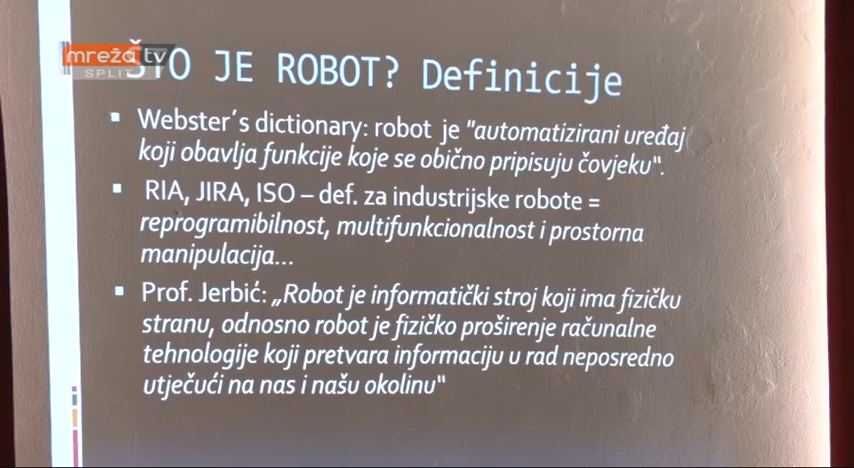 mreža tv
SPLIT
ŠTO JE ROBOT? Definicije
▪ Webster´s dictionary: robot je "automatizirani uređaj
koji obavlja funkcije koje se obično pripisuju čovjeku".
▪ RIA, JIRA, ISO – def. za industrijske robote =
reprogramibilnost, multifunkcionalnost i prostorna
manipulacija...
▪ Prof. Jerbić: „Robot je informatički stroj koji ima fizičku
stranu, odnosno robot je fizičko proširenje računalne
tehnologije koji pretvara informaciju u rad neposredno
utječući na nas i našu okolinu"